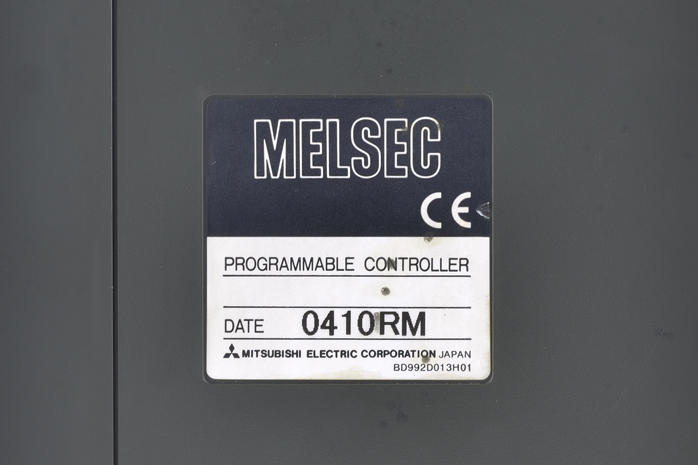 MELSEC
CE
PROGRAMMABLE CONTROLLER
DATE 0410RM
MITSUBISHI ELECTRIC CORPORATION JAPAN
BD992D013H01